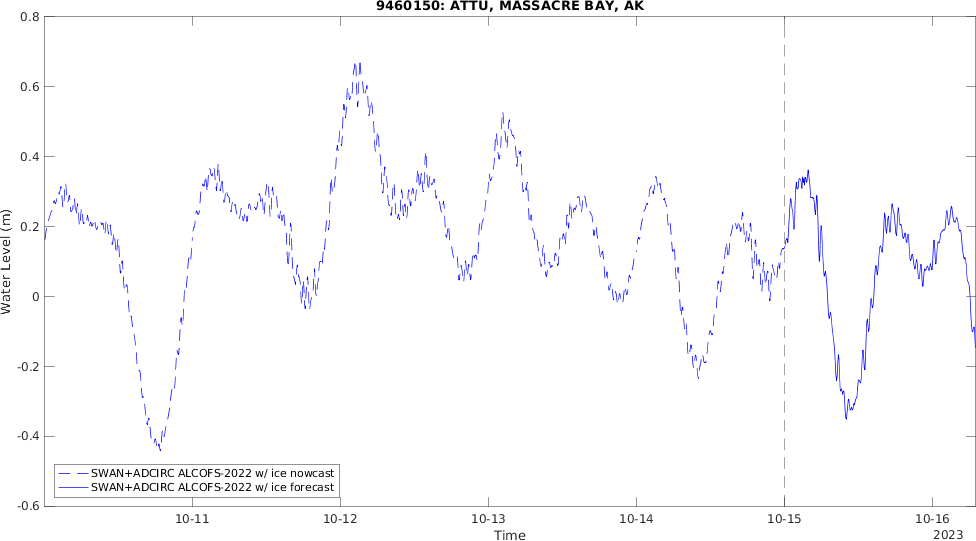 9460150: ATTU, MASSACRE BAY, AK
0.8
0.6
0.4
0.2
0
-0.2
-0.4
-0.6
Water Level (m)
SWAN+ADCIRC ALCOFS-2022 w/ ice nowcast
SWAN+ADCIRC ALCOFS-2022 w/ ice forecast
10-11 10-12 10-13 10-14 10-15 10-16
Time
2023